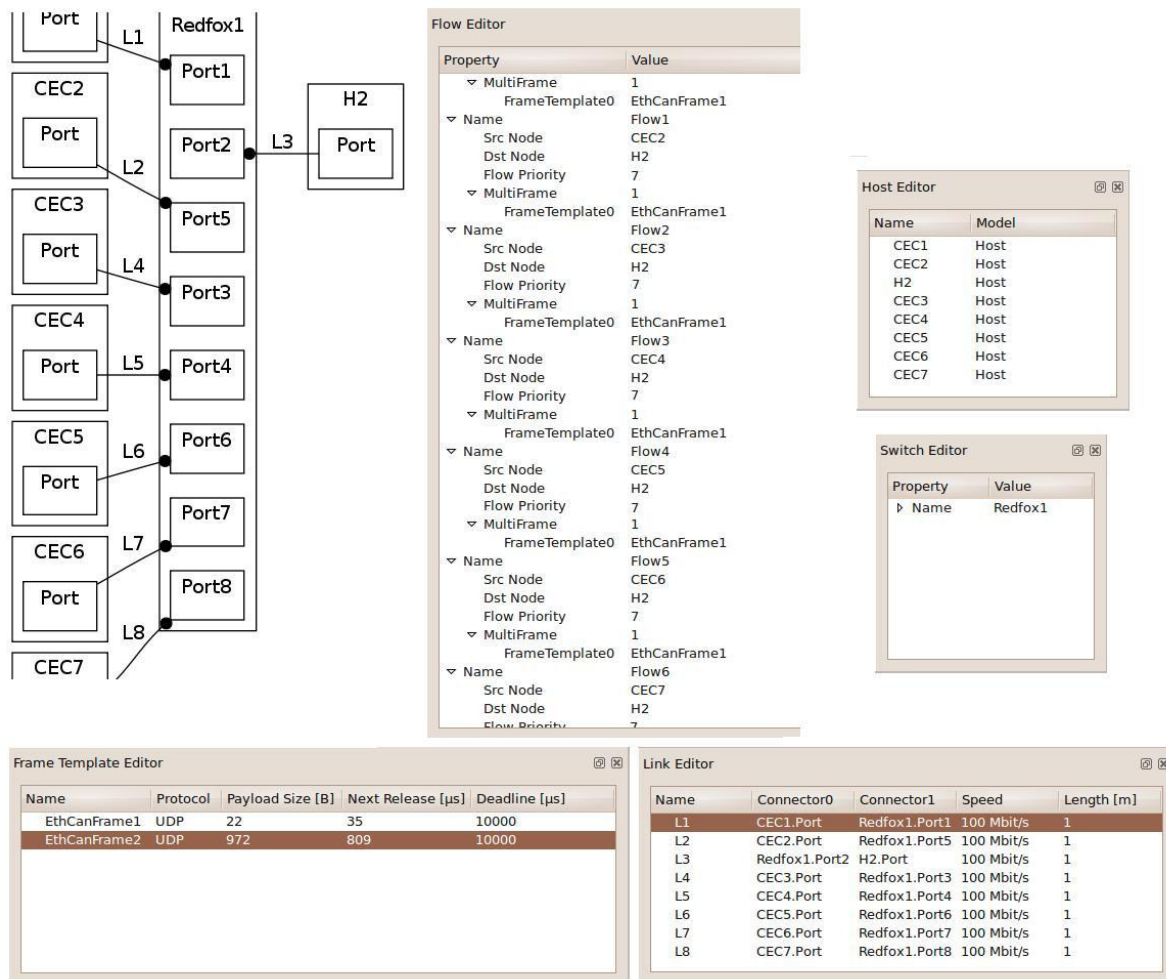 Port
L1
Redfox1
Port1
CEC2
Port
L2
Port2
L3
H2
Port
CEC3
Port
Port5
L4
Port3
CEC4
Port
L5
Port4
CEC5
Port
L6
Port6
CEC6
Port
L7
Port7
L8
Port8
CEC7
Flow Editor
Property Value
MultiFrame 1
FrameTemplate0 EthCanFrame1
Name Flow1
Src Node CEC2
Dst Node H2
Flow Priority 7
MultiFrame 1
FrameTemplate0 EthCanFrame1
Name Flow2
Src Node CEC3
Dst Node H2
Flow Priority 7
MultiFrame 1
FrameTemplate0 EthCanFrame1
Name Flow3
Src Node CEC4
Dst Node H2
Flow Priority 7
MultiFrame 1
FrameTemplate0 EthCanFrame1
Name Flow4
Src Node CEC5
Dst Node H2
Flow Priority 7
MultiFrame 1
FrameTemplate0 EthCanFrame1
Name Flow5
Src Node CEC6
Dst Node H2
Flow Priority 7
MultiFrame 1
FrameTemplate0 EthCanFrame1
Name Flow6
Src Node CEC7
Dst Node H2
Flow Priority 7
Host Editor
Name Model
CEC1 Host
CEC2 Host
H2 Host
CEC3 Host
CEC4 Host
CEC5 Host
CEC6 Host
CEC7 Host
Switch Editor
Property Value
Name Redfox1
Frame Template Editor
Name Protocol Payload Size [B] Next Release [µs] Deadline [µs]
EthCanFrame1 UDP 22 35 10000
EthCanFrame2 UDP 972 809 10000
Link Editor
Name Connector0 Connector1 Speed Length [m]
L1 CEC1.Port Redfox1.Port1 100 Mbit/s 1
L2 CEC2.Port Redfox1.Port5 100 Mbit/s 1
L3 Redfox1.Port2 H2.Port 100 Mbit/s 1
L4 CEC3.Port Redfox1.Port3 100 Mbit/s 1
L5 CEC4.Port Redfox1.Port4 100 Mbit/s 1
L6 CEC5.Port Redfox1.Port6 100 Mbit/s 1
L7 CEC6.Port Redfox1.Port7 100 Mbit/s 1
L8 CEC7.Port Redfox1.Port8 100 Mbit/s 1